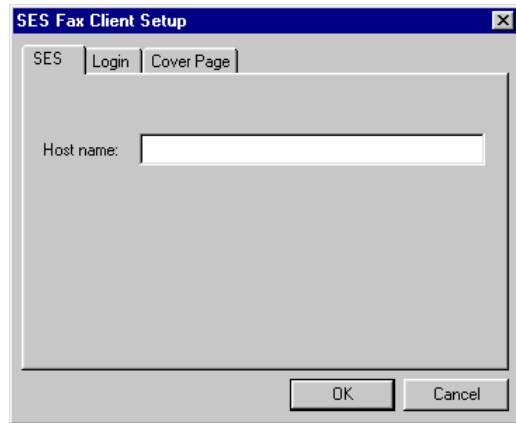 SES Fax Client Setup
SES Login Cover Page
Host name:
OK Cancel